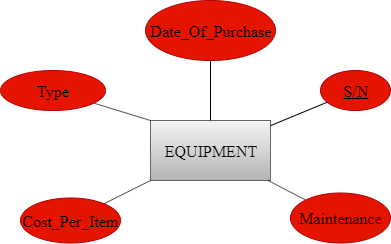 Date_Of_Purchase
Type
S/N
EQUIPMENT
Cost_Per_Item
Maintenance